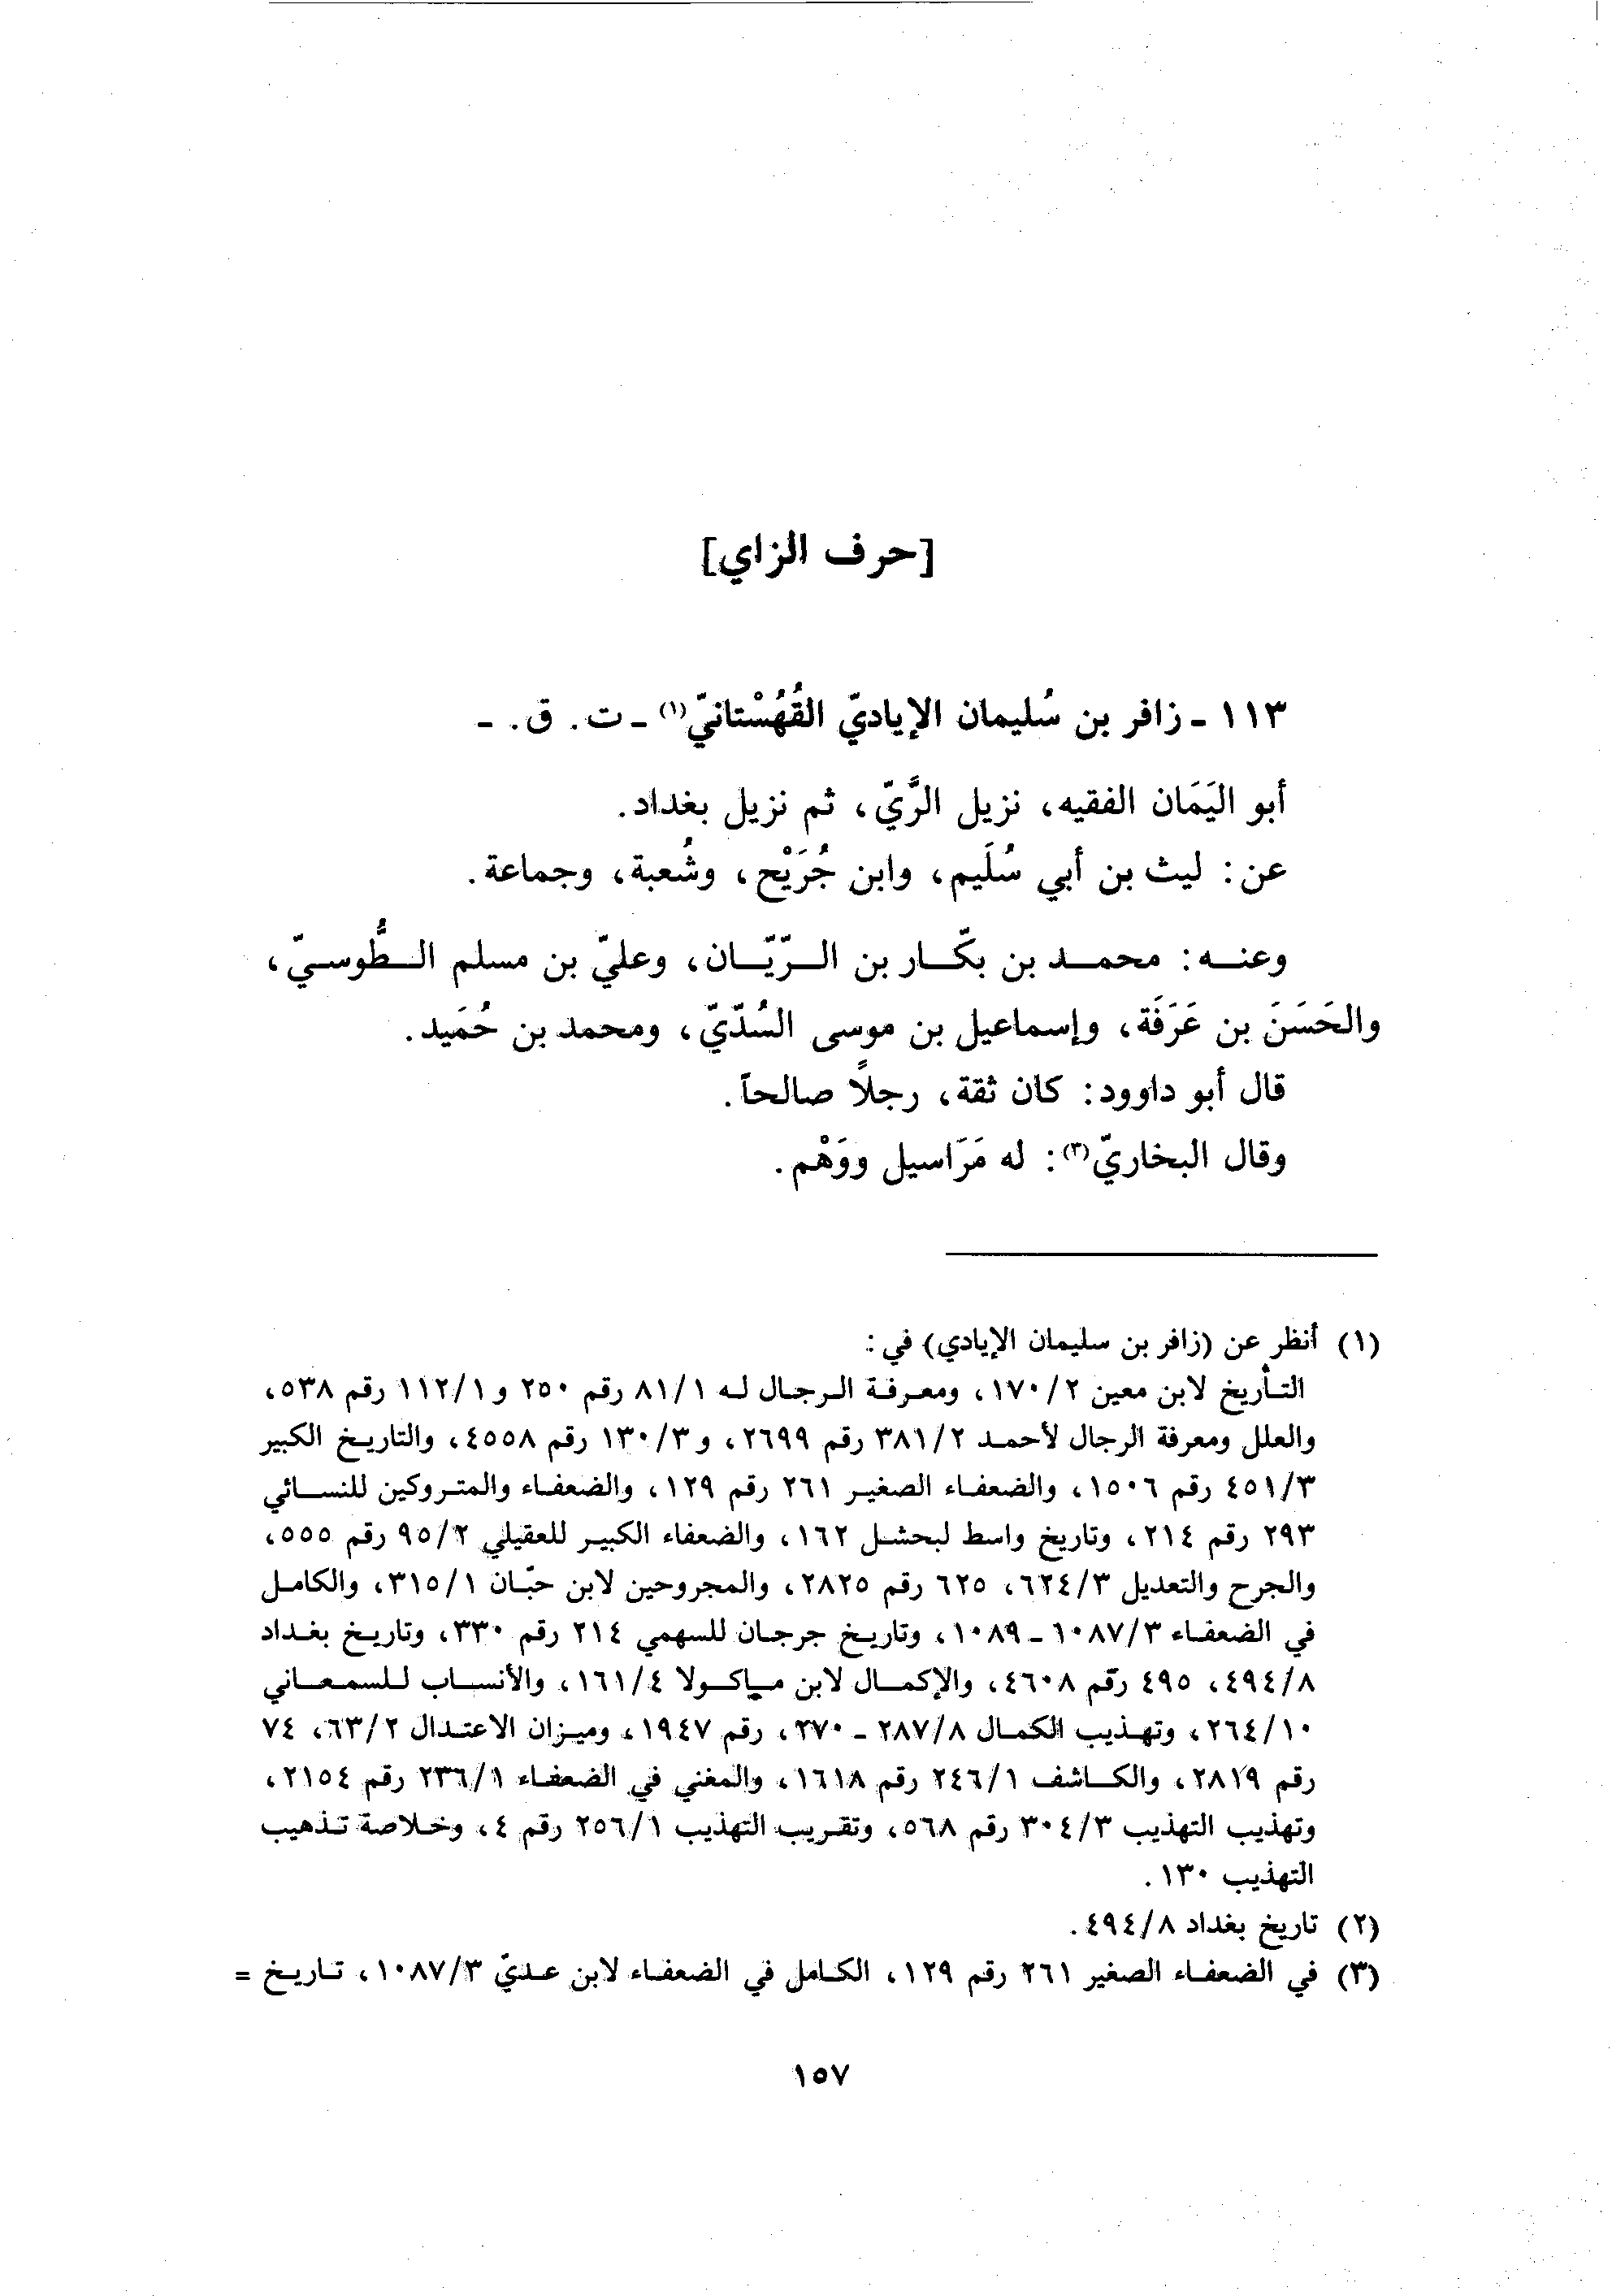 [حرف الزاي]
١١٣ - زافر بن سُليمان الإياديّ القُهُسْتانيّ(١) - ت. ق. -
أبو اليَمَان الفقيه، نزيل الرَّيّ، ثم نزيل بغداد.
عن: ليث بن أبي سُلَيم، وابن جُرَيْح، وشُعبة، وجماعة.
وعنه: محمد بن بكّار بن الرّيّان، وعليّ بن مسلم الطُّوسيّ،
والحَسَنَ بن عَرَفَة، وإسماعيل بن موسى السُدّيّ، ومحمد بن حُمَيد.
قال أبو داوود: كان ثقة، رجلًا صالحاً.
وقال البخاريّ(٣): له مَرَاسيل ووَهْم.
(١) أنظر عن (زافر بن سليمان الإيادي) في:
التأريخ لابن معين ١٧٠/٢، ومعرفة الرجال له ٨١/١ رقم ٢٥٠ و١١٢/١ رقم ٥٣٨،
والعلل ومعرفة الرجال لأحمد ٣٨١/٢ رقم ٢٦٩٩، و١٣٠/٣ رقم ٤٥٥٨، والتاريخ الكبير
٤٥١/٣ رقم ١٥٠٦، والضعفاء الصغير ٢٦١ رقم ١٢٩، والضعفاء والمتروكين للنسائي
٢٩٣ رقم ٢١٤، وتاريخ واسط لبحشل ١٦٢، والضعفاء الكبير للعقيلي ٩٥/٢ رقم ٥٥٥،
والجرح والتعديل ٦٢٤/٣، ٦٢٥ رقم ٢٨٢٥، والمجروحين لابن حبّان ٣١٥/١، والكامل
في الضعفاء ١٠٨٧/٣ - ١٠٨٩، وتاريخ جرجان للسهمي ٢١٤ رقم ٣٣٠، وتاريخ بغداد
٤٩٤/٨، ٤٩٥ رقم ٤٦٠٨، والإكمال لابن ماكولا ١٦١/٤، والأنساب للسمعاني
٢٦٤/١٠، وتهذيب الكمال ٢٨٧/٨ - ٢٧٠، رقم ١٩٤٧، وميزان الاعتدال ٦٣/٢، ٧٤
رقم ٢٨١٩، والكاشف ٢٤٦/١ رقم ١٦١٨، والمغني في الضعفاء ٢٣٦/١ رقم ٢١٥٤،
وتهذيب التهذيب ٣٠٤/٣ رقم ٥٦٨، وتقريب التهذيب ٢٥٦/١ رقم ٤، وخلاصة تذهيب
التهذيب ١٣٠.
(٢) تاريخ بغداد ٤٩٤/٨.
(٣) في الضعفاء الصغير ٢٦١ رقم ١٢٩، الكامل في الضعفاء لابن عديّ ١٠٨٧/٣، تاريخ =
١٥٧